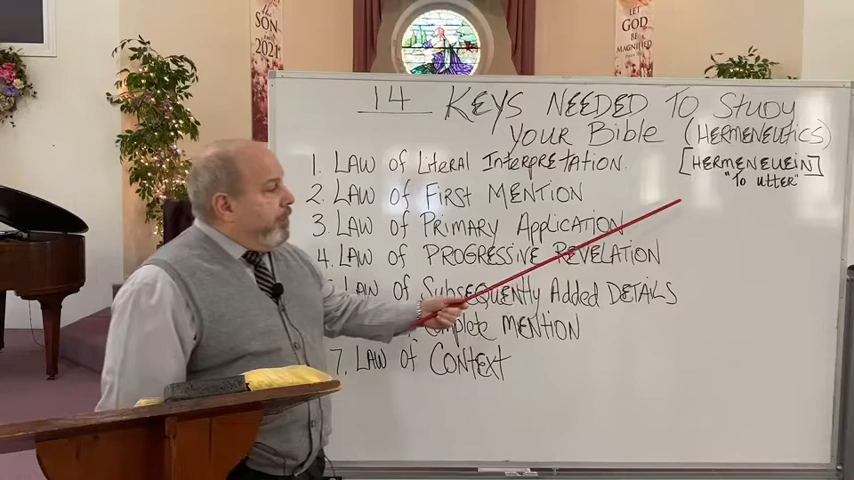 SON
AND
2021
LET
GOD
BE
MAGNIFIED
14 KEYS NEEDED TO STUDY
YOUR BIBLE (HERMENEUTICS)
[HERMENEUEIN]
"TO UTTER"
1. LAW OF LITERAL INTERPRETATION
2. LAW OF FIRST MENTION
3. LAW OF PRIMARY APPLICATION
4. LAW OF PROGRESSIVE REVELATION
LAW OF SUBSEQUENTLY ADDED DETAILS
COMPLETE MENTION
7. LAW OF CONTEXT